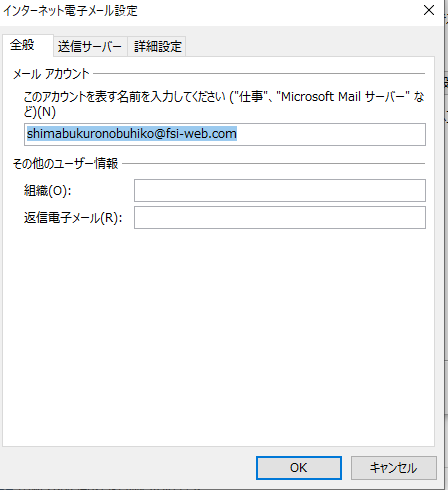 インターネット電子メール設定
全般
送信サーバー
詳細設定
メール アカウント
このアカウントを表す名前を入力してください ("仕事"、"Microsoft Mail サーバー" な
ど)(N)
shimabukuronobuhiko@fsi-web.com
その他のユーザー情報
組織(O):
返信電子メール(R):
OK
キャンセル